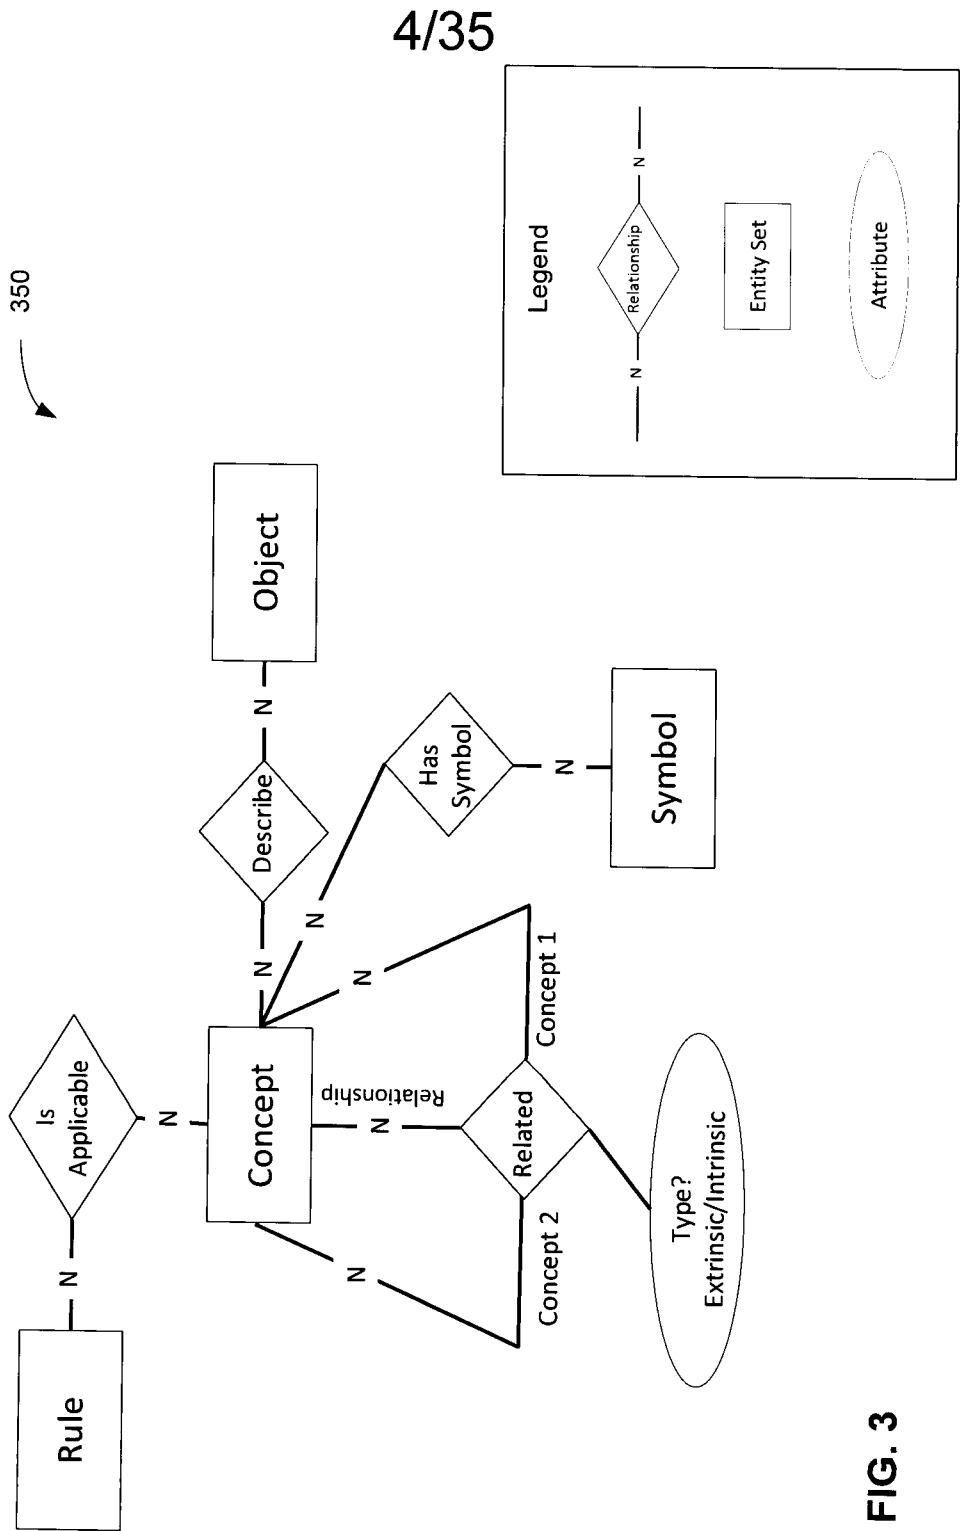 4/35
350
Rule
N
Is
Applicable
N
Concept
N
Describe
N
Object
N
Has
Symbol
N
Symbol
N
Concept 1
Relationship
N
Related
N
Concept 2
Type?
Extrinsic/Intrinsic
Legend
N
Relationship
N
Entity Set
Attribute
FIG. 3